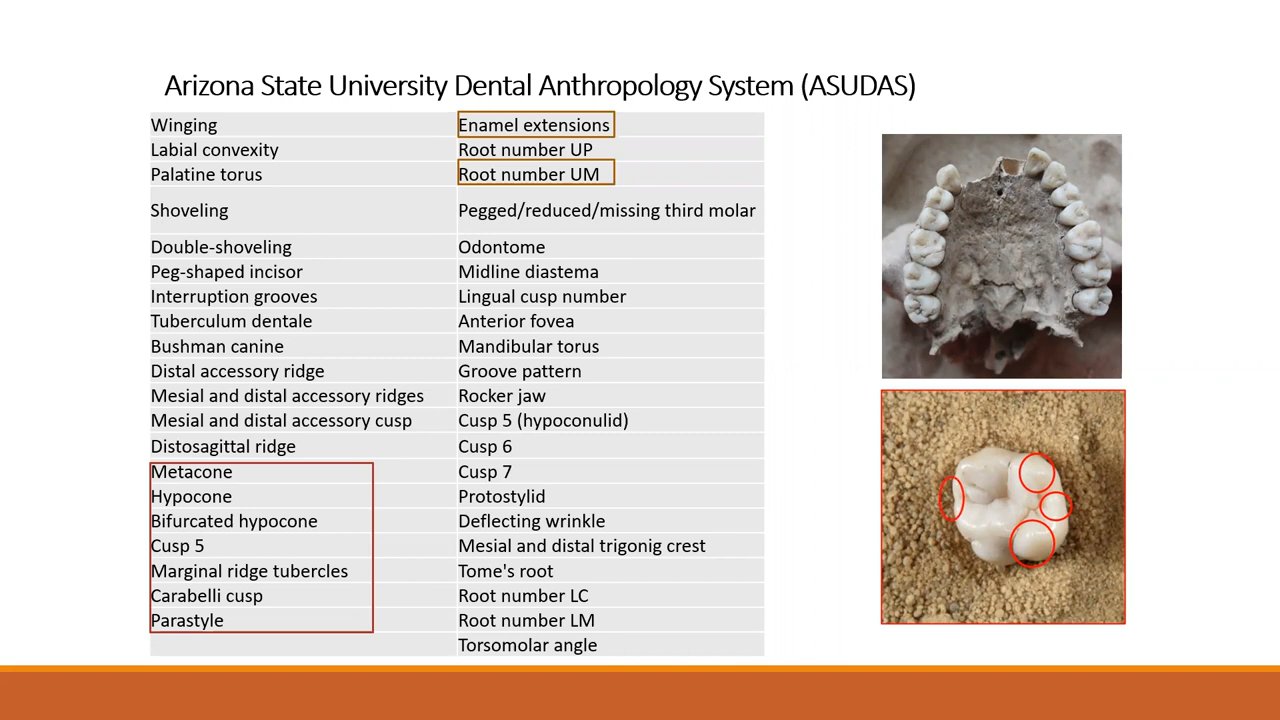 Arizona State University Dental Anthropology System (ASUDAS)
Winging
Labial convexity
Palatine torus
Shoveling
Double-shoveling
Peg-shaped incisor
Interruption grooves
Tuberculum dentale
Bushman canine
Distal accessory ridge
Mesial and distal accessory ridges
Mesial and distal accessory cusp
Distosagittal ridge
Metacone
Hypocone
Bifurcated hypocone
Cusp 5
Marginal ridge tubercles
Carabelli cusp
Parastyle
Enamel extensions
Root number UP
Root number UM
Pegged/reduced/missing third molar
Odontome
Midline diastema
Lingual cusp number
Anterior fovea
Mandibular torus
Groove pattern
Rocker jaw
Cusp 5 (hypoconulid)
Cusp 6
Cusp 7
Protostylid
Deflecting wrinkle
Mesial and distal trigonig crest
Tome's root
Root number LC
Root number LM
Torsomolar angle